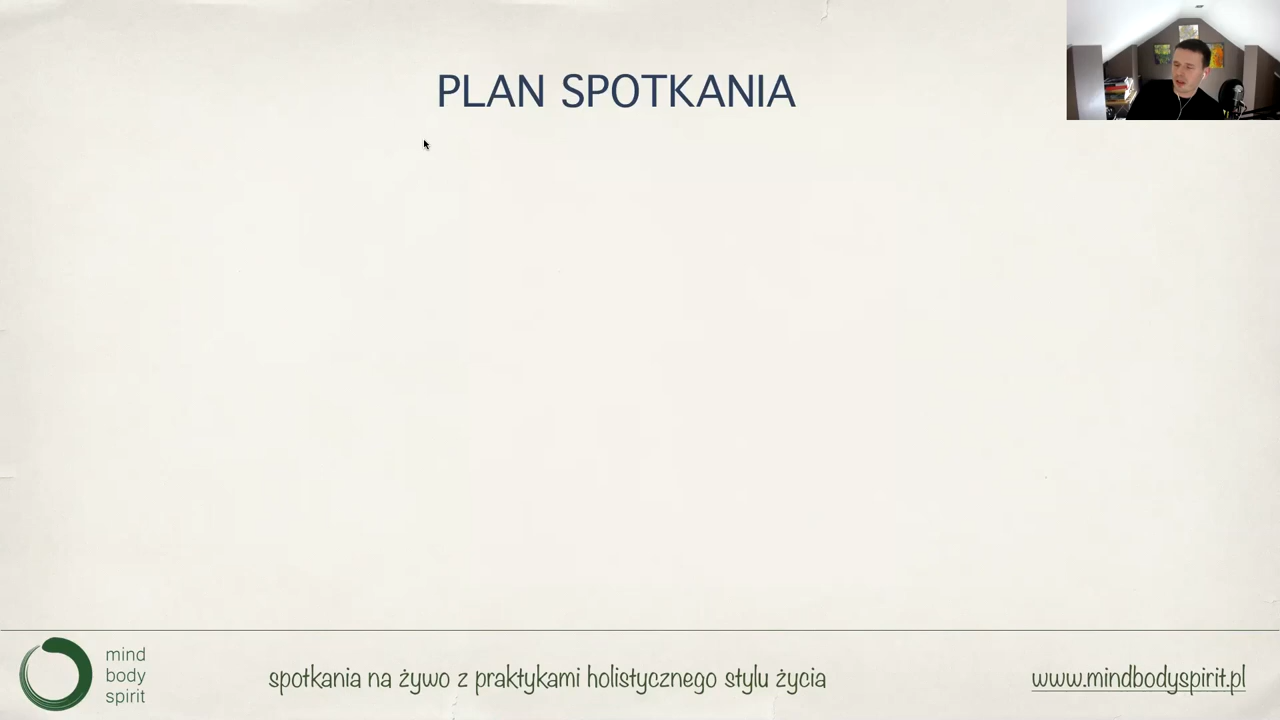 PLAN SPOTKANIA
mind
body
spirit
spotkania na żywo z praktykami holistycznego stylu życia
www.mindbodyspirit.pl